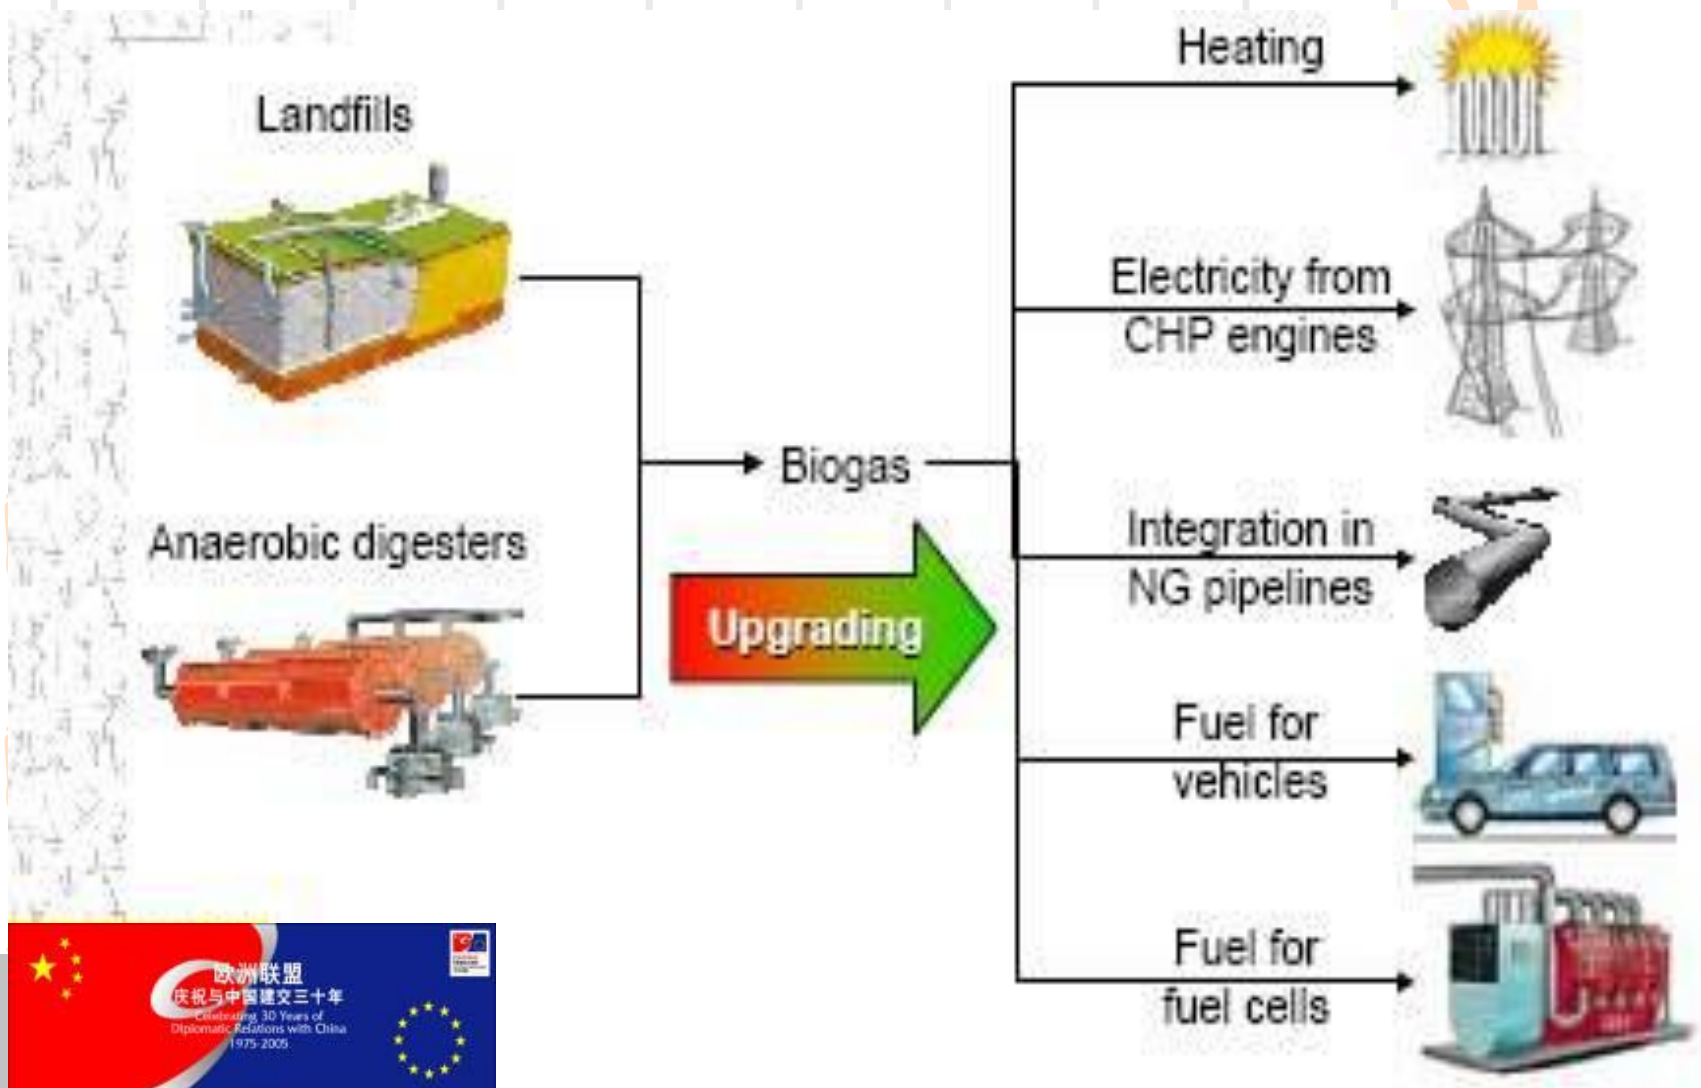 Heating
Landfills
Electricity from
CHP engines
Biogas
Anaerobic digesters
Integration in
NG pipelines
Upgrading
Fuel for
vehicles
Fuel for
fuel cells
欧洲联盟
庆祝与中国建交三十年
Celebrating 30 Years of
Diplomatic Relations with China
1975-2005